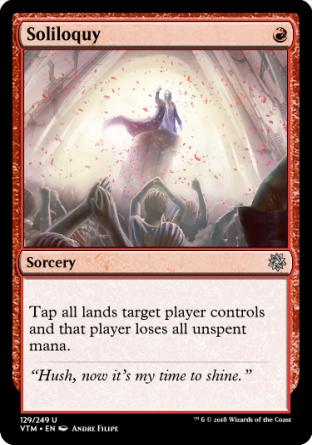 Soliloquy
Sorcery
Tap all lands target player controls
and that player loses all unspent
mana.
“Hush, now it’s my time to shine.”
129/249 U
VTM • EN ANDRE FILIPE
™ & © 2018 Wizards of the Coast